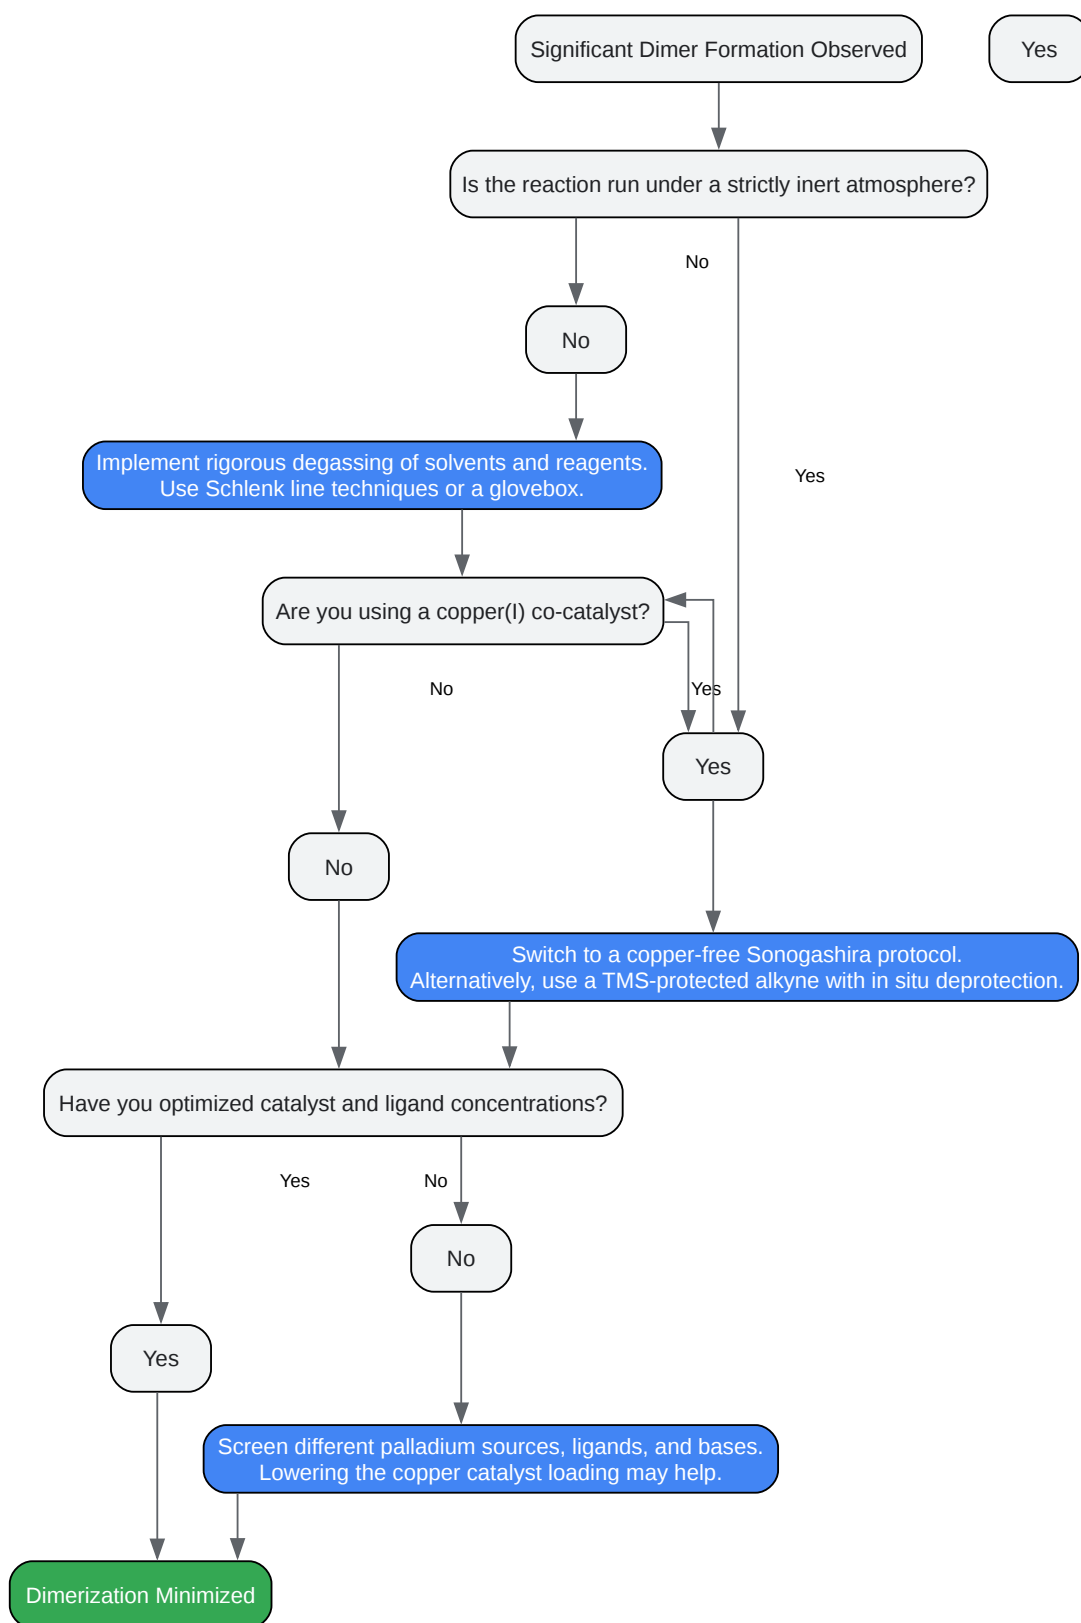 Significant Dimer Formation Observed
Yes
Is the reaction run under a strictly inert atmosphere?
No
No
Implement rigorous degassing of solvents and reagents.
Use Schlenk line techniques or a glovebox.
Yes
Are you using a copper(I) co-catalyst?
No
Yes
Yes
No
Switch to a copper-free Sonogashira protocol.
Alternatively, use a TMS-protected alkyne with in situ deprotection.
Have you optimized catalyst and ligand concentrations?
Yes
No
No
Yes
Screen different palladium sources, ligands, and bases.
Lowering the copper catalyst loading may help.
Dimerization Minimized